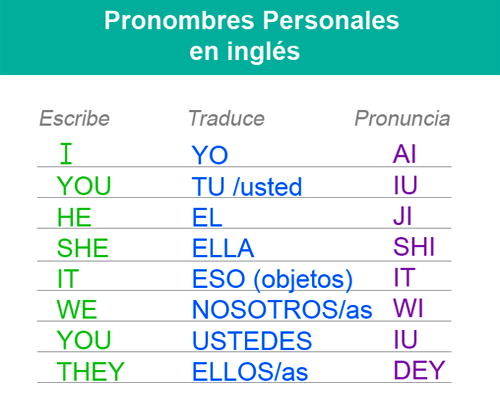 Pronombres Personales
en inglés
Escribe Traduce Pronuncia
I YO AI
YOU TU /usted IU
HE EL JI
SHE ELLA SHI
IT ESO (objetos) IT
WE NOSOTROS/as WI
YOU USTEDES IU
THEY ELLOS/as DEY